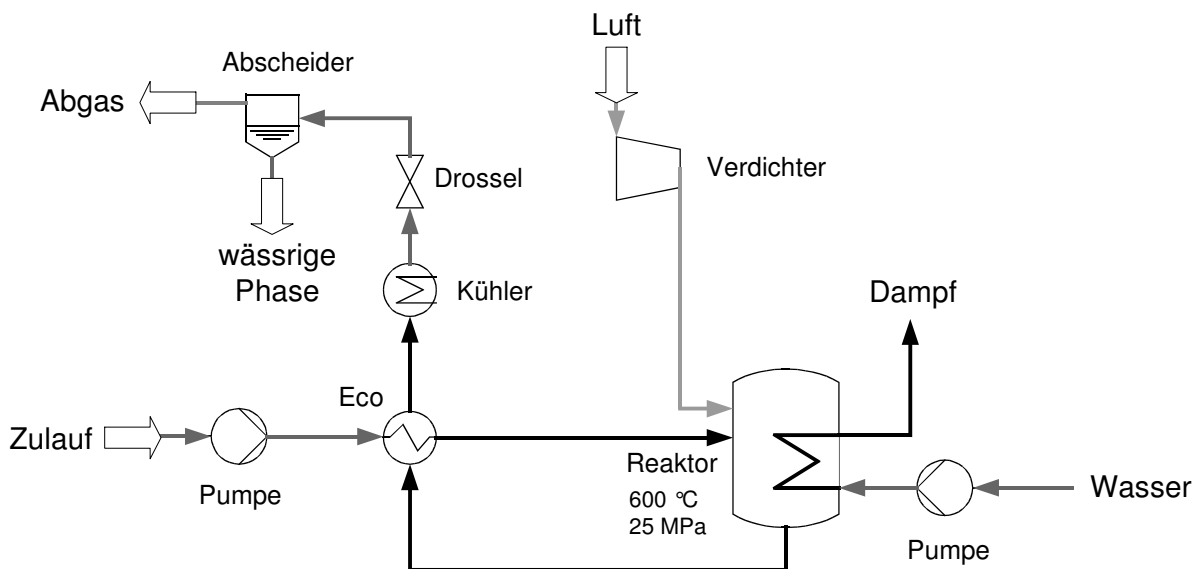 Luft
Abscheider
Abgas
Verdichter
Drossel
wässrige
Phase
Kühler
Dampf
Eco
Zulauf
Pumpe
Reaktor
600 °C
25 MPa
Wasser
Pumpe